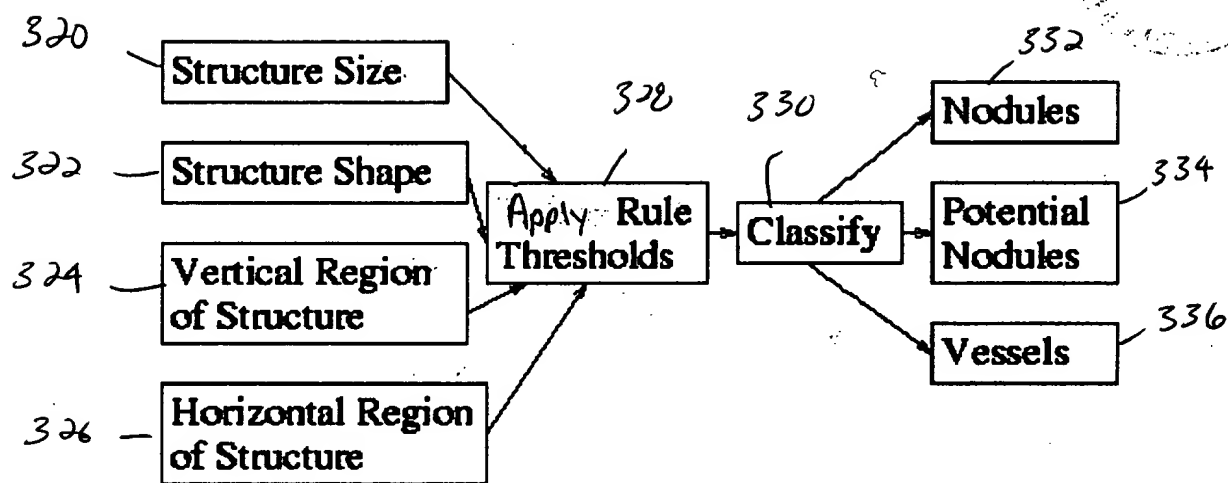 320
Structure Size
322
Structure Shape
324
Vertical Region
of Structure
326
Horizontal Region
of Structure
328
Apply Rule
Thresholds
330
Classify
332
Nodules
334
Potential
Nodules
336
Vessels